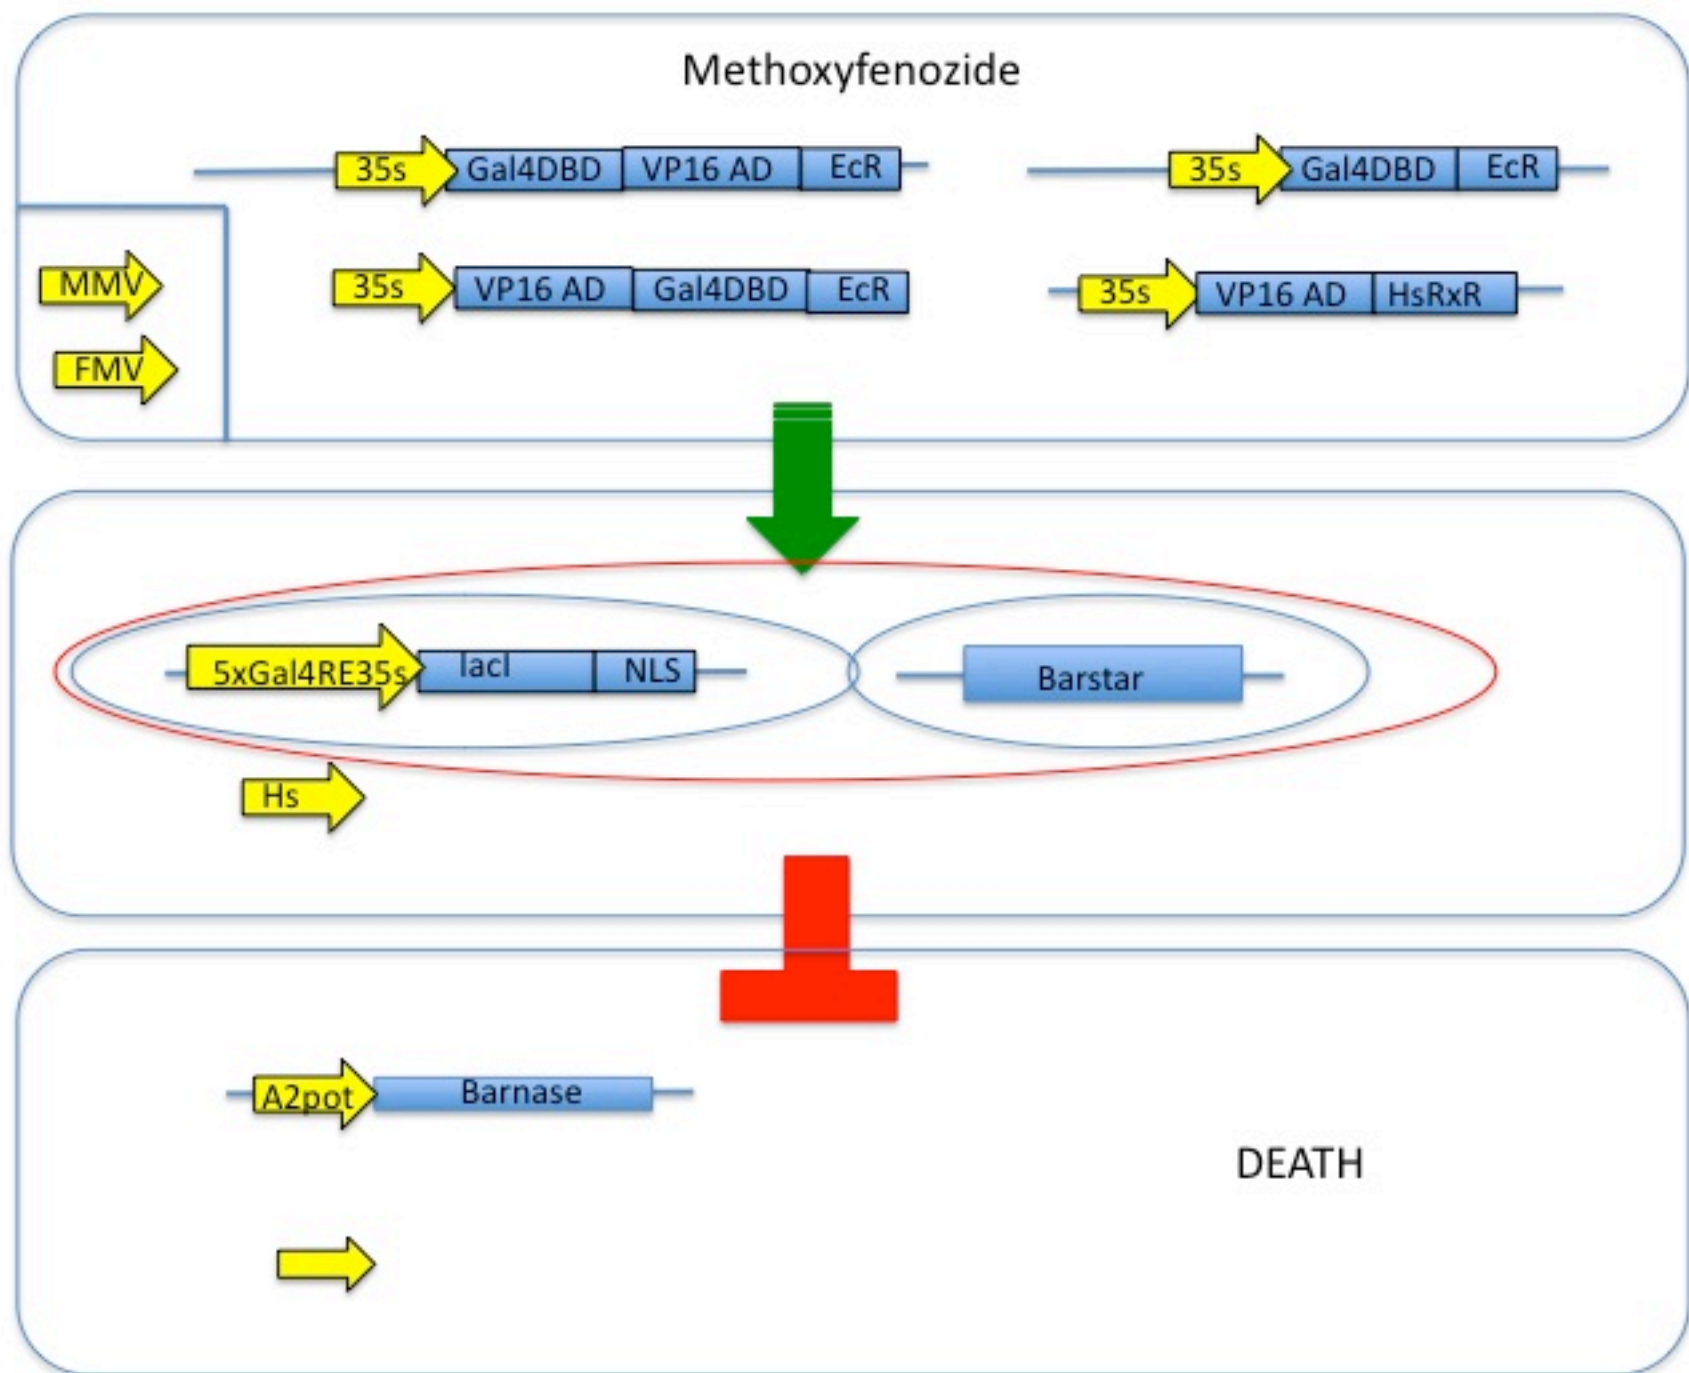 Methoxyfenozide
35s Gal4DBD VP16 AD EcR
35s Gal4DBD EcR
MMV
35s VP16 AD Gal4DBD EcR
35s VP16 AD HsRxR
FMV
5xGal4RE35s lacI NLS
Barstar
Hs
A2pot Barnase
DEATH